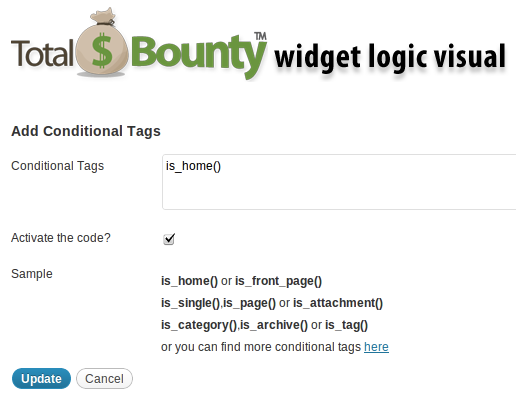 Total $ Bounty™ widget logic visual
Add Conditional Tags
Conditional Tags is_home()
Activate the code?
Sample
is_home() or is_front_page()
is_single(),is_page() or is_attachment()
is_category(),is_archive() or is_tag()
or you can find more conditional tags here
Update Cancel